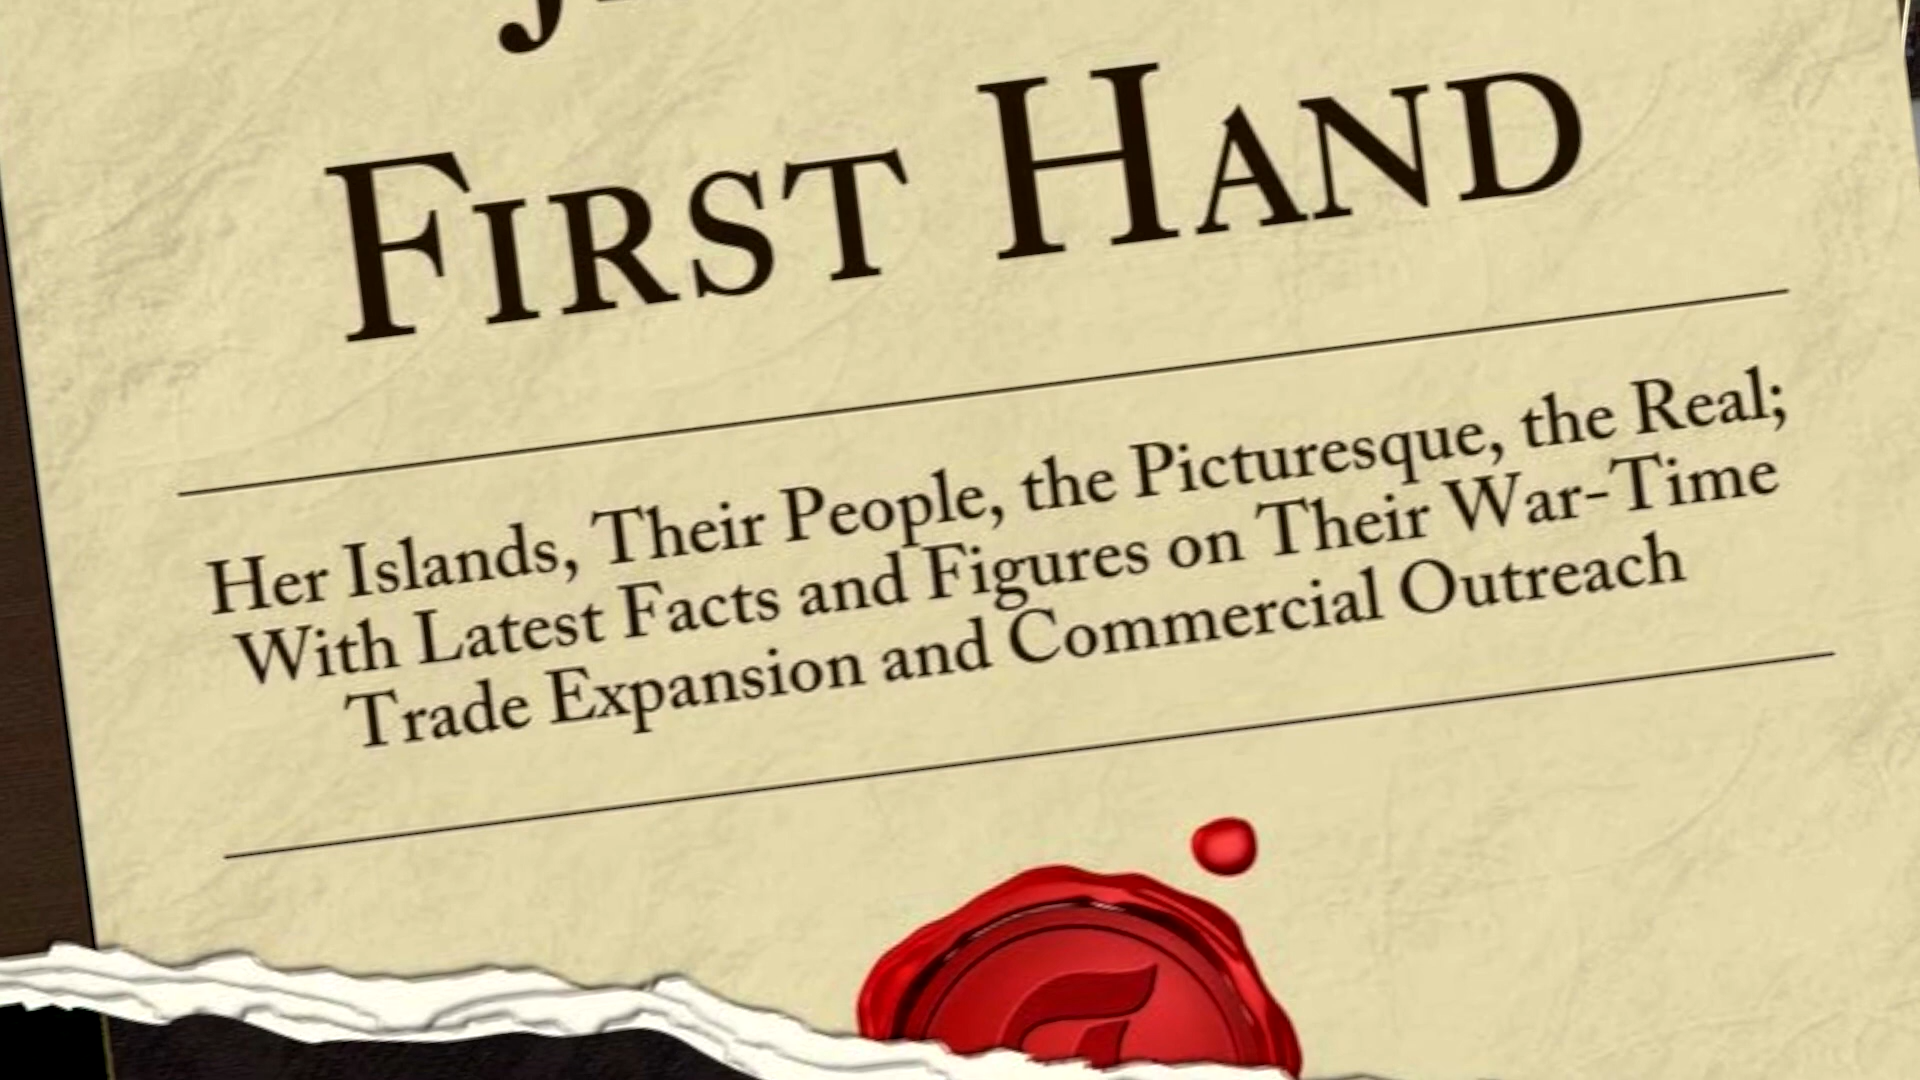 First Hand
Her Islands, Their People, the Picturesque, the Real;
With Latest Facts and Figures on Their War-Time
Trade Expansion and Commercial Outreach